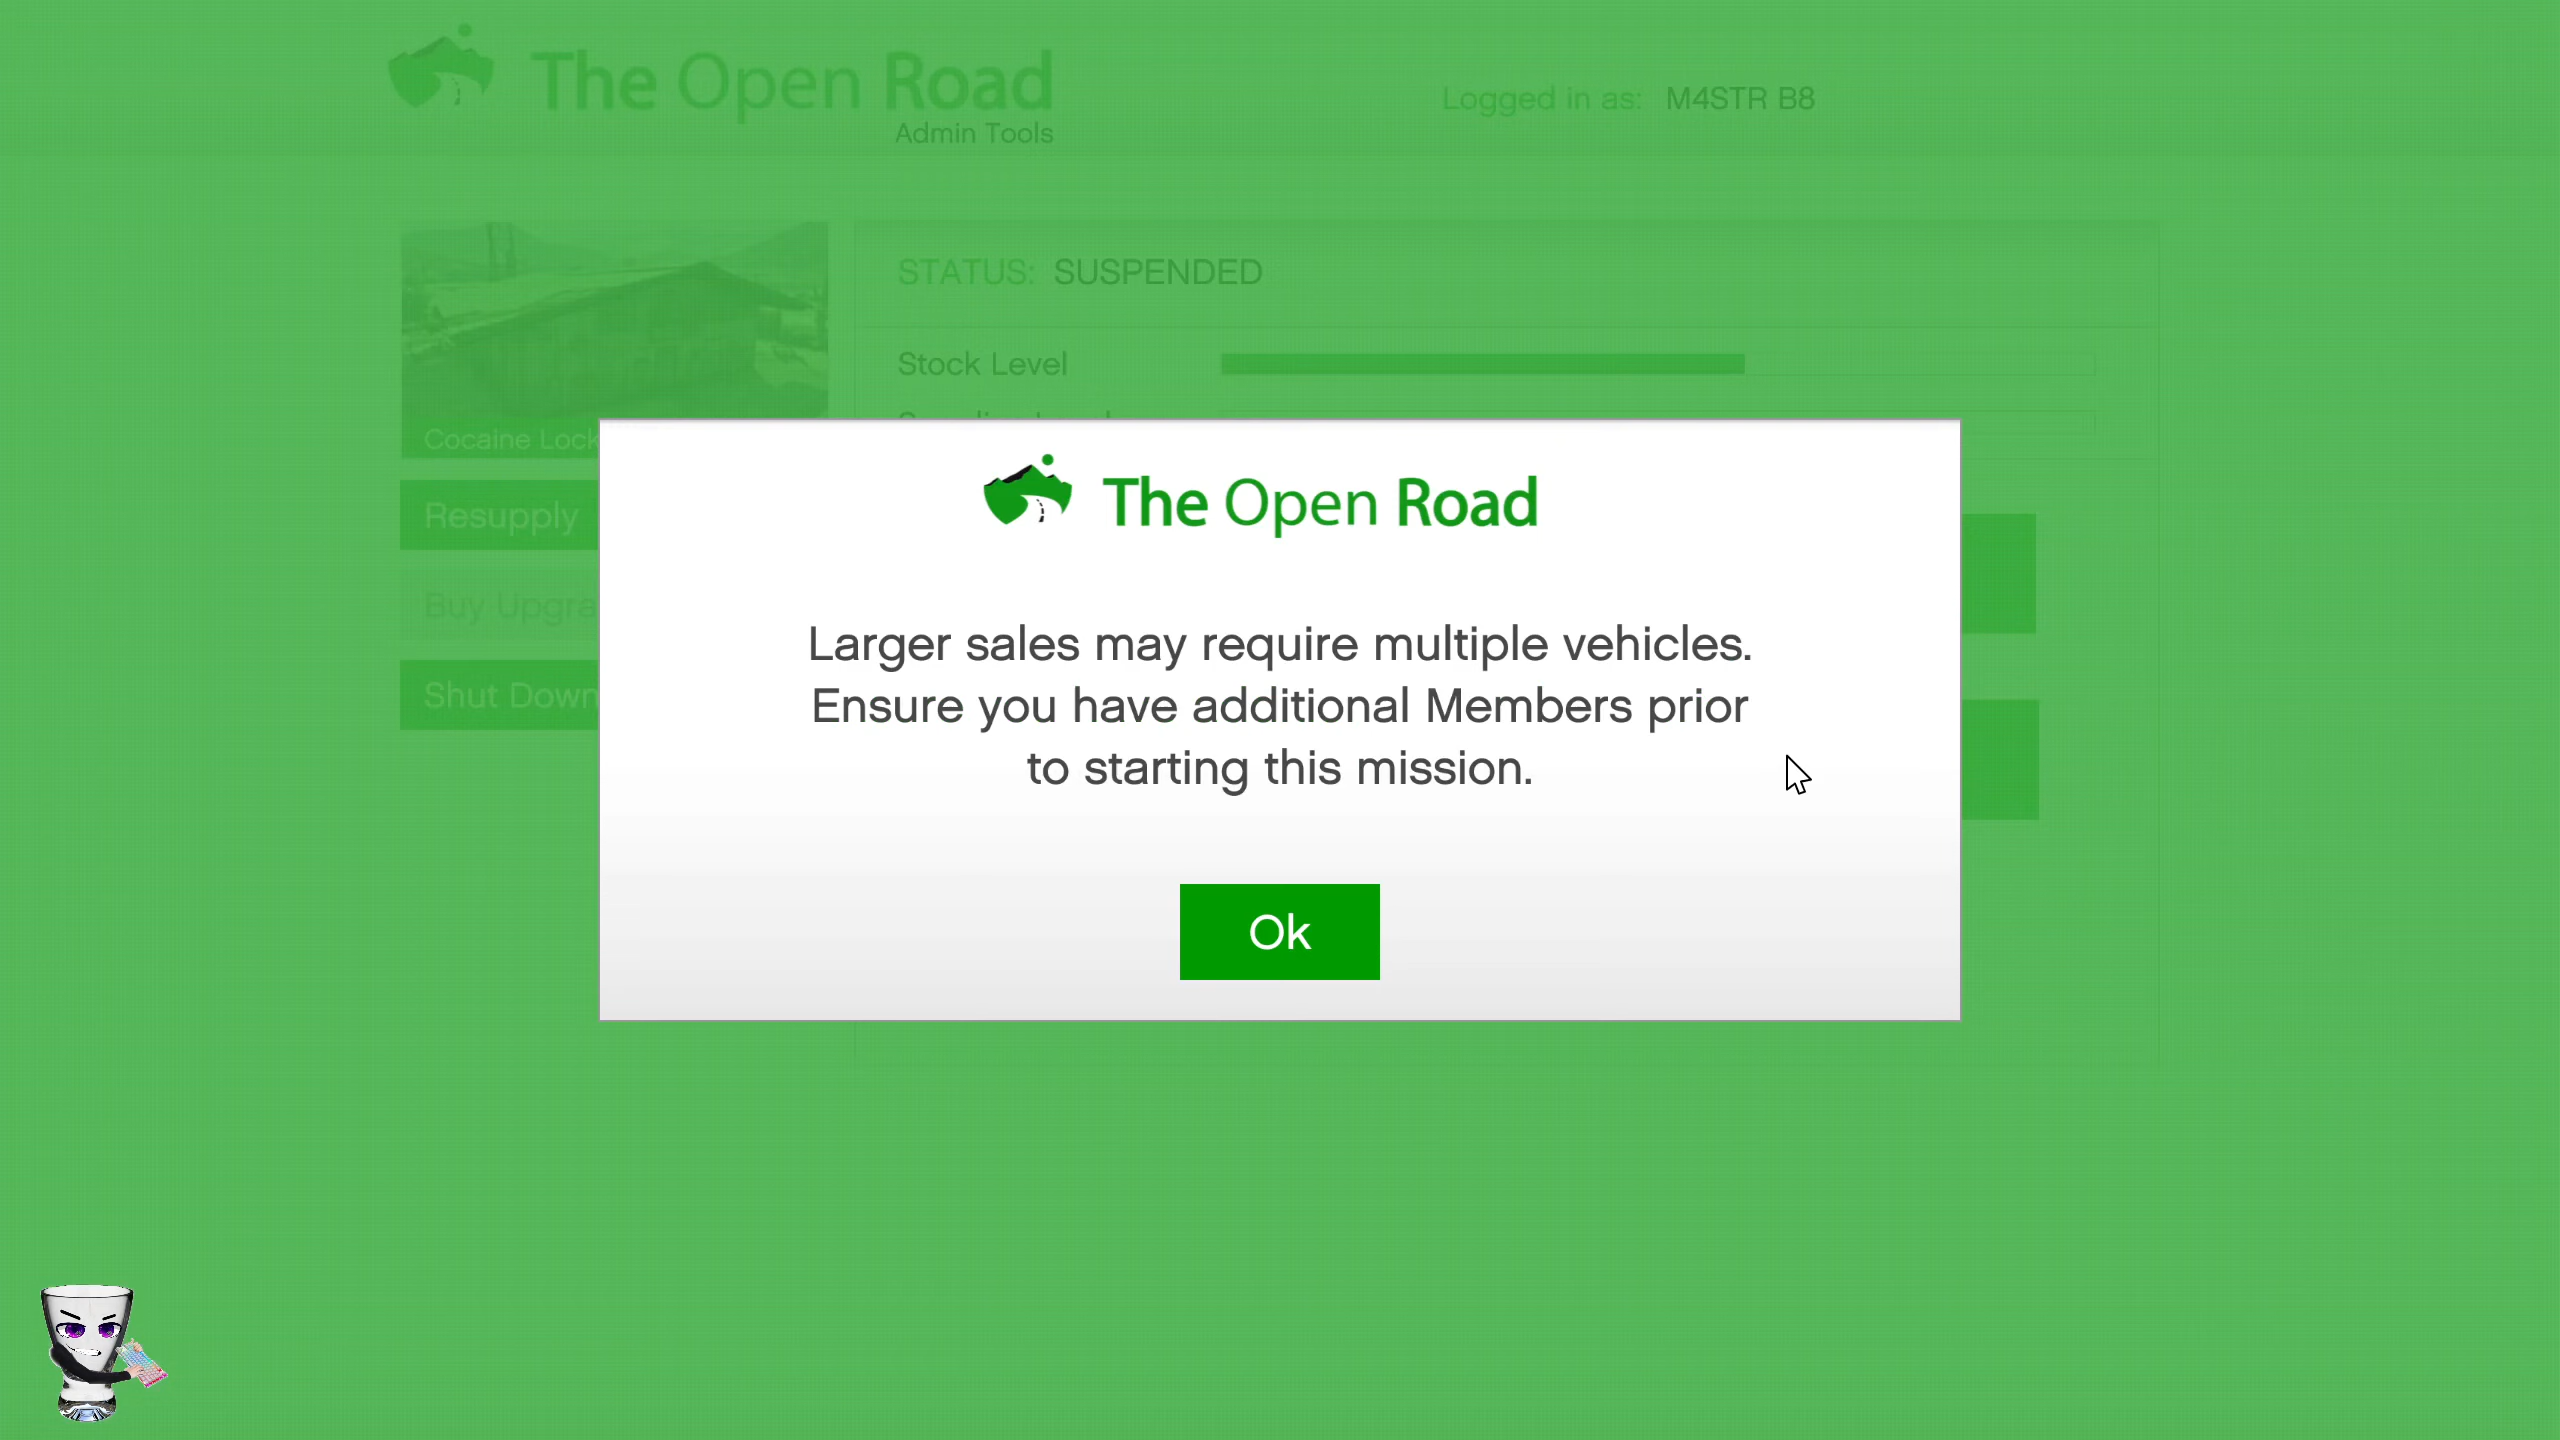 The Open Road
Admin Tools
Logged in as: M4STR B8
STATUS: SUSPENDED
Stock Level
Cocaine Lock
Resupply
Buy Upgra
Shut Down
The Open Road
Larger sales may require multiple vehicles.
Ensure you have additional Members prior
to starting this mission.
Ok